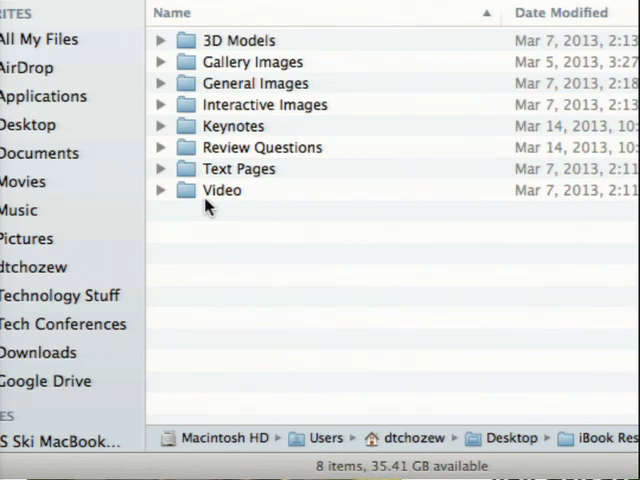 RITES
All My Files
AirDrop
Applications
Desktop
Documents
Movies
Music
Pictures
dtchozew
Technology Stuff
Tech Conferences
Downloads
Google Drive
ES
S Ski MacBook...
Name Date Modified
3D Models Mar 7, 2013, 2:13
Gallery Images Mar 5, 2013, 3:27
General Images Mar 7, 2013, 2:18
Interactive Images Mar 7, 2013, 2:13
Keynotes Mar 14, 2013, 10:
Review Questions Mar 14, 2013, 10:
Text Pages Mar 7, 2013, 2:11
Video Mar 7, 2013, 2:11
Macintosh HD Users dtchozew Desktop iBook Res
8 items, 35.41 GB available